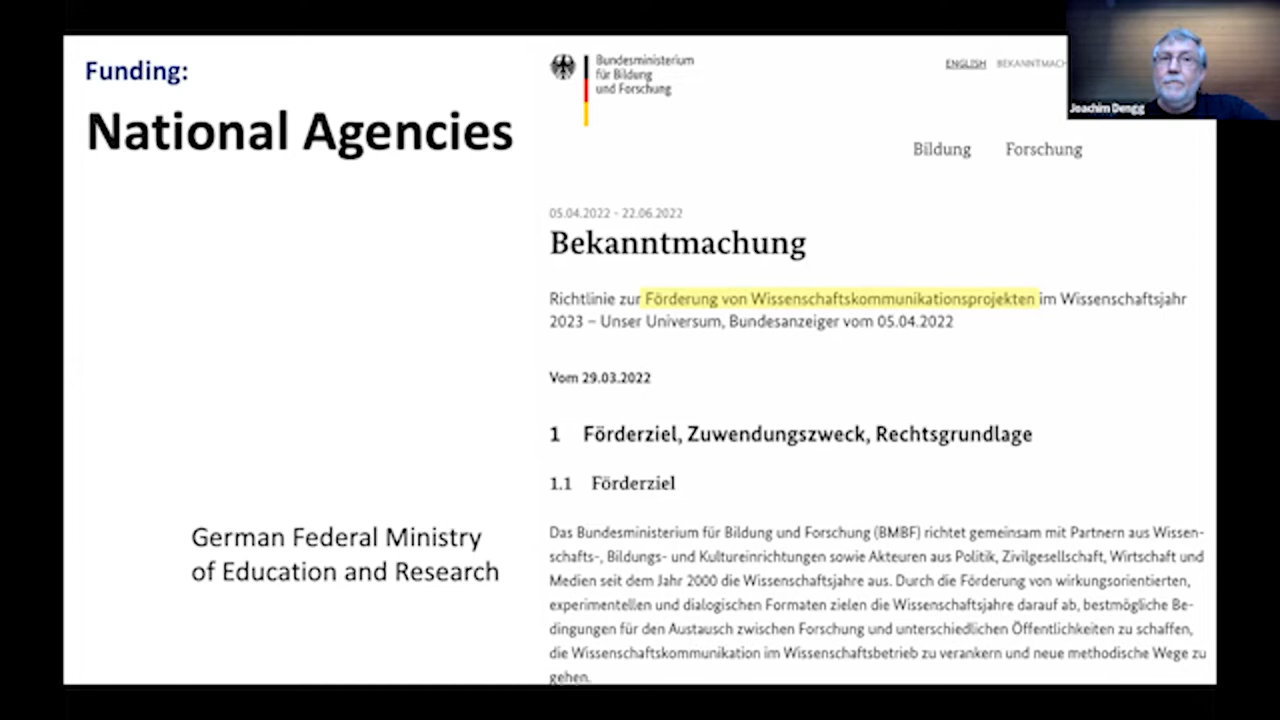 Funding:
National Agencies
Bundesministerium
für Bildung
und Forschung
ENGLISH BEKANNTMACH
Joachim Dengg
Bildung Forschung
05.04.2022 - 22.06.2022
Bekanntmachung
Richtlinie zur Förderung von Wissenschaftskommunikationsprojekten im Wissenschaftsjahr
2023 – Unser Universum, Bundesanzeiger vom 05.04.2022
Vom 29.03.2022
1 Förderziel, Zuwendungszweck, Rechtsgrundlage
1.1 Förderziel
German Federal Ministry
of Education and Research
Das Bundesministerium für Bildung und Forschung (BMBF) richtet gemeinsam mit Partnern aus Wissen-
schafts-, Bildungs- und Kultureinrichtungen sowie Akteuren aus Politik, Zivilgesellschaft, Wirtschaft und
Medien seit dem Jahr 2000 die Wissenschaftsjahre aus. Durch die Förderung von wirkungsorientierten,
experimentellen und dialogischen Formaten zielen die Wissenschaftsjahre darauf ab, bestmögliche Be-
dingungen für den Austausch zwischen Forschung und unterschiedlichen Öffentlichkeiten zu schaffen,
die Wissenschaftskommunikation im Wissenschaftsbetrieb zu verankern und neue methodische Wege zu
gehen.